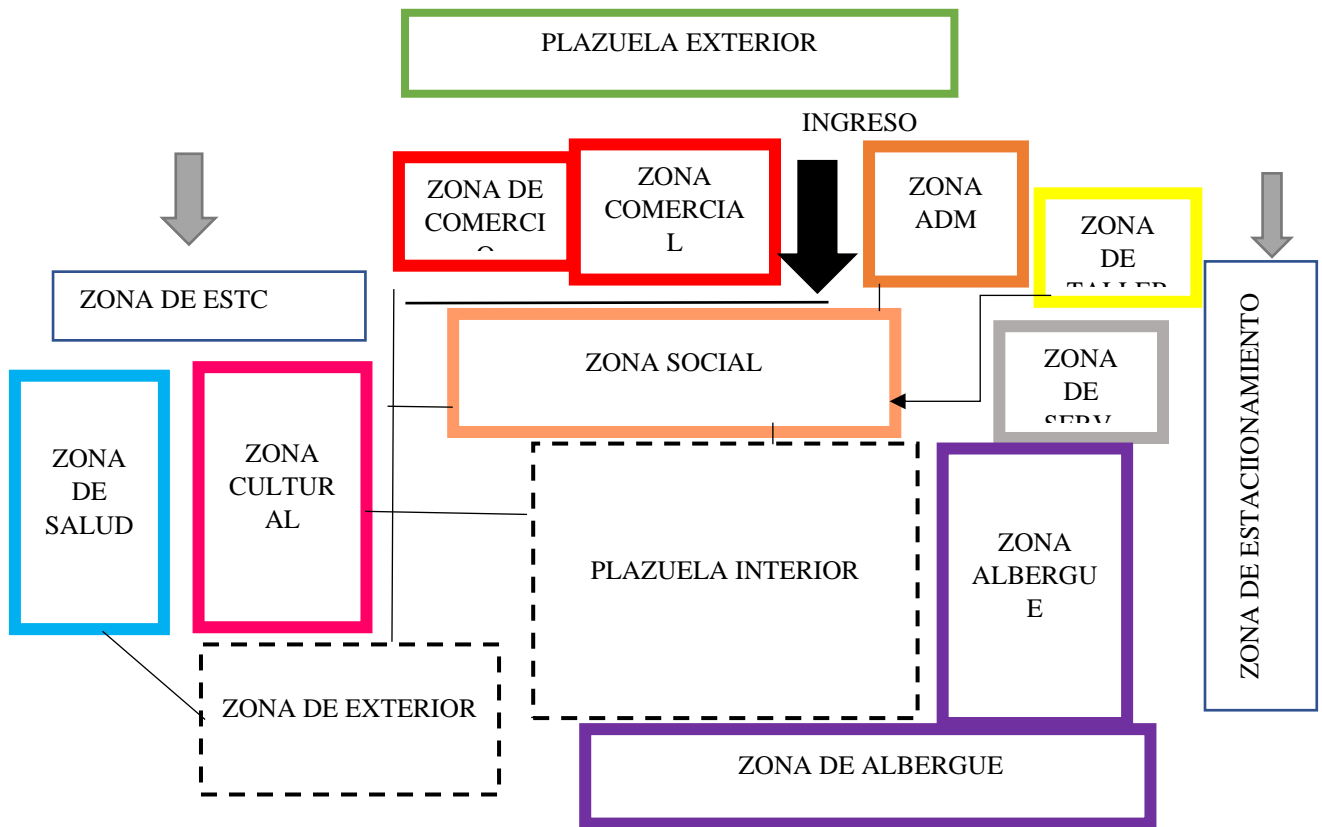 PLAZUELA EXTERIOR
INGRESO
ZONA DE
COMERCI
ZONA
COMERCIA
L
ZONA
ADM
ZONA
DE
TALLER
ZONA DE ESTC
ZONA SOCIAL
ZONA
DE
SERV
ZONA DE ESTACIIONAMIENTO
ZONA
DE
SALUD
ZONA
CULTUR
AL
PLAZUELA INTERIOR
ZONA
ALBERGU
E
ZONA DE EXTERIOR
ZONA DE ALBERGUE